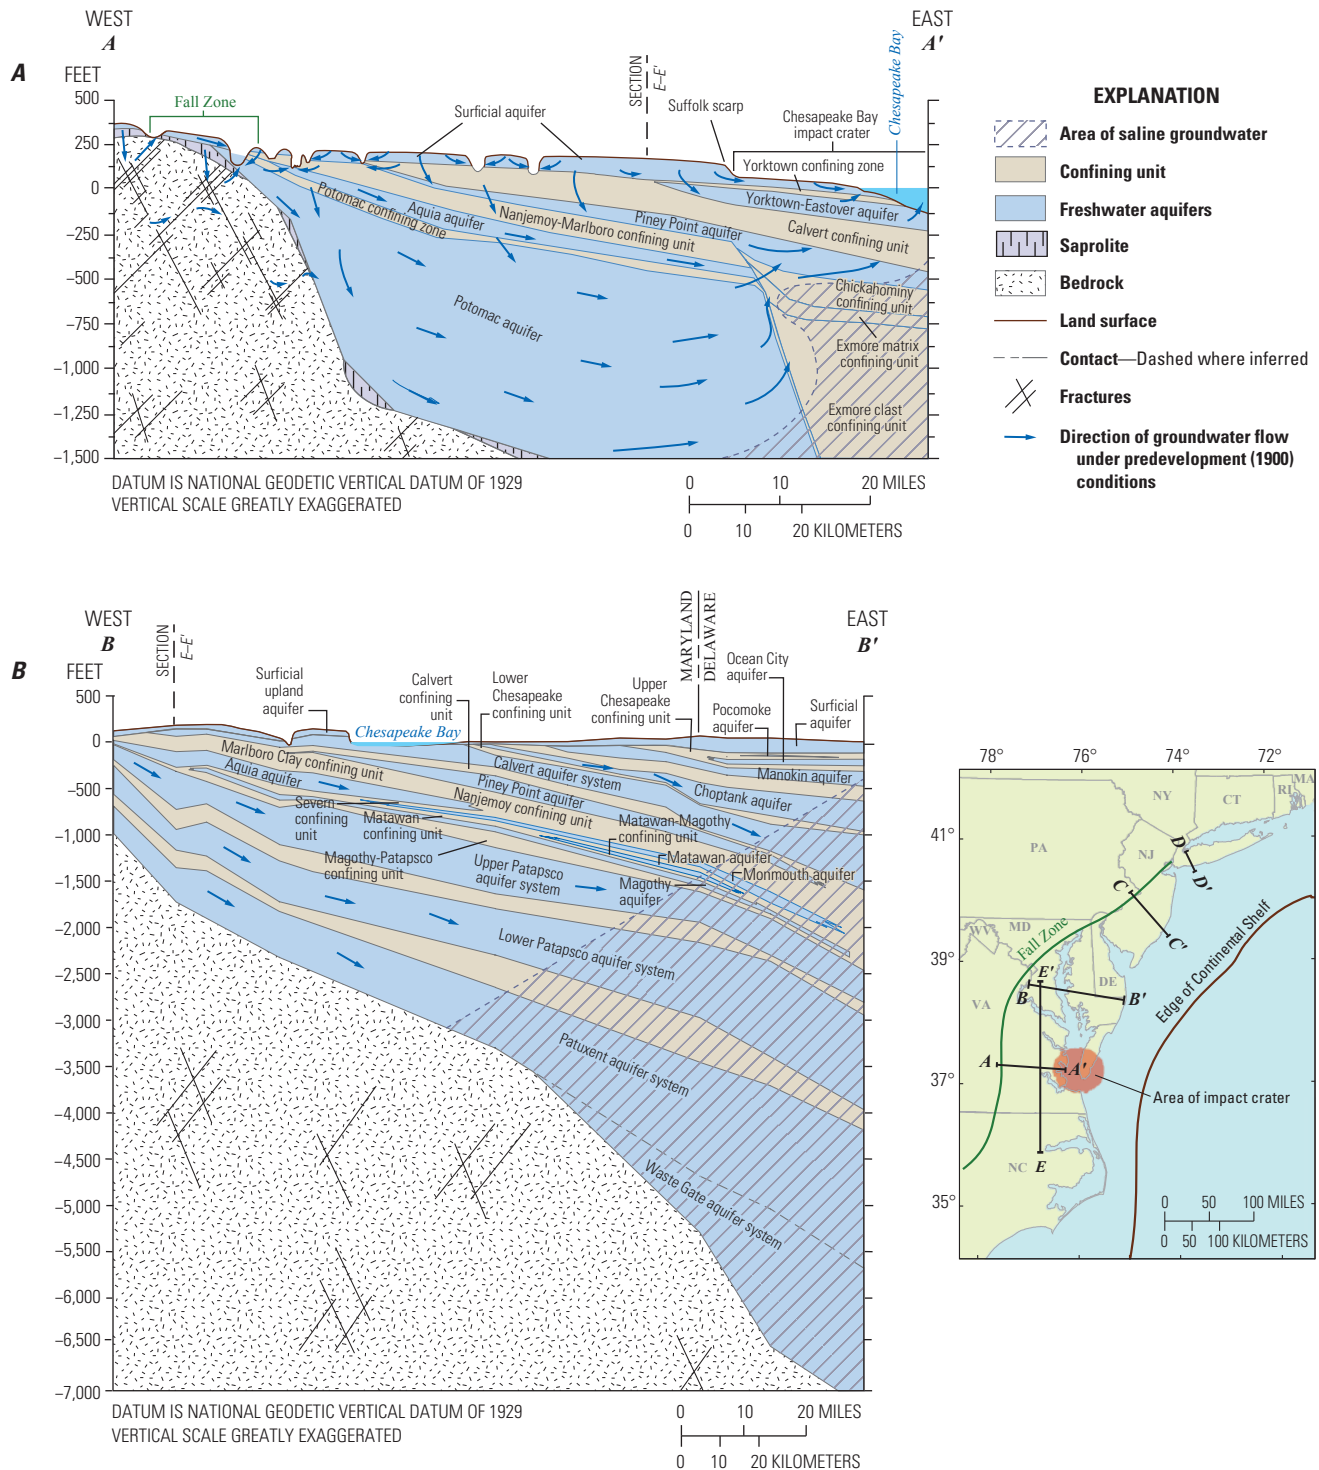 WEST
A
EAST
A′
A
FEET
500
250
0
−250
−500
−750
−1,000
−1,250
−1,500
Fall Zone
Surficial aquifer
SECTION
E–E′
Suffolk scarp
Chesapeake Bay
impact crater
Chesapeake Bay
Yorktown confining zone
Yorktown-Eastover aquifer
Calvert confining unit
Piney Point aquifer
Nanjemoy-Marlboro confining unit
Aquia aquifer
Potomac confining zone
Potomac aquifer
Chickahominy
confining unit
Exmore matrix
confining unit
Exmore clast
confining unit
DATUM IS NATIONAL GEODETIC VERTICAL DATUM OF 1929
VERTICAL SCALE GREATLY EXAGGERATED
0 10 20 MILES
0 10 20 KILOMETERS
EXPLANATION
Area of saline groundwater
Confining unit
Freshwater aquifers
Saprolite
Bedrock
Land surface
Contact—Dashed where inferred
Fractures
Direction of groundwater flow
under predevelopment (1900)
conditions
WEST
B
EAST
B′
B
FEET
500
0
−500
−1,000
−1,500
−2,000
−2,500
−3,000
−3,500
−4,000
−4,500
−5,000
−5,500
−6,000
−6,500
−7,000
SECTION
E–E′
Surficial
upland
aquifer
Chesapeake Bay
Calvert
confining
unit
Lower
Chesapeake
confining unit
Upper
Chesapeake
confining unit
MARYLAND
DELAWARE
Ocean City
aquifer
Pocomoke
aquifer
Surficial
aquifer
Marlboro Clay confining unit
Aquia aquifer
Calvert aquifer system
Piney Point aquifer
Nanjemoy confining unit
Manokin aquifer
Choptank aquifer
Severn
confining
unit
Matawan
confining unit
Magothy-Patapsco
confining unit
Matawan-Magothy
confining unit
Matawan aquifer
Monmouth aquifer
Magothy
aquifer
Upper Patapsco
aquifer system
Lower Patapsco aquifer system
Patuxent aquifer system
Waste Gate aquifer system
DATUM IS NATIONAL GEODETIC VERTICAL DATUM OF 1929
VERTICAL SCALE GREATLY EXAGGERATED
0 10 20 MILES
0 10 20 KILOMETERS
78° 76° 74° 72°
41°
39°
37°
35°
NY
CT
RI
MA
PA
NJ
WV
MD
DE
VA
NC
Fall Zone
Edge of Continental Shelf
Area of impact crater
A
A′
B
B′
C
C′
D
D′
E′
E
0 50 100 MILES
0 50 100 KILOMETERS